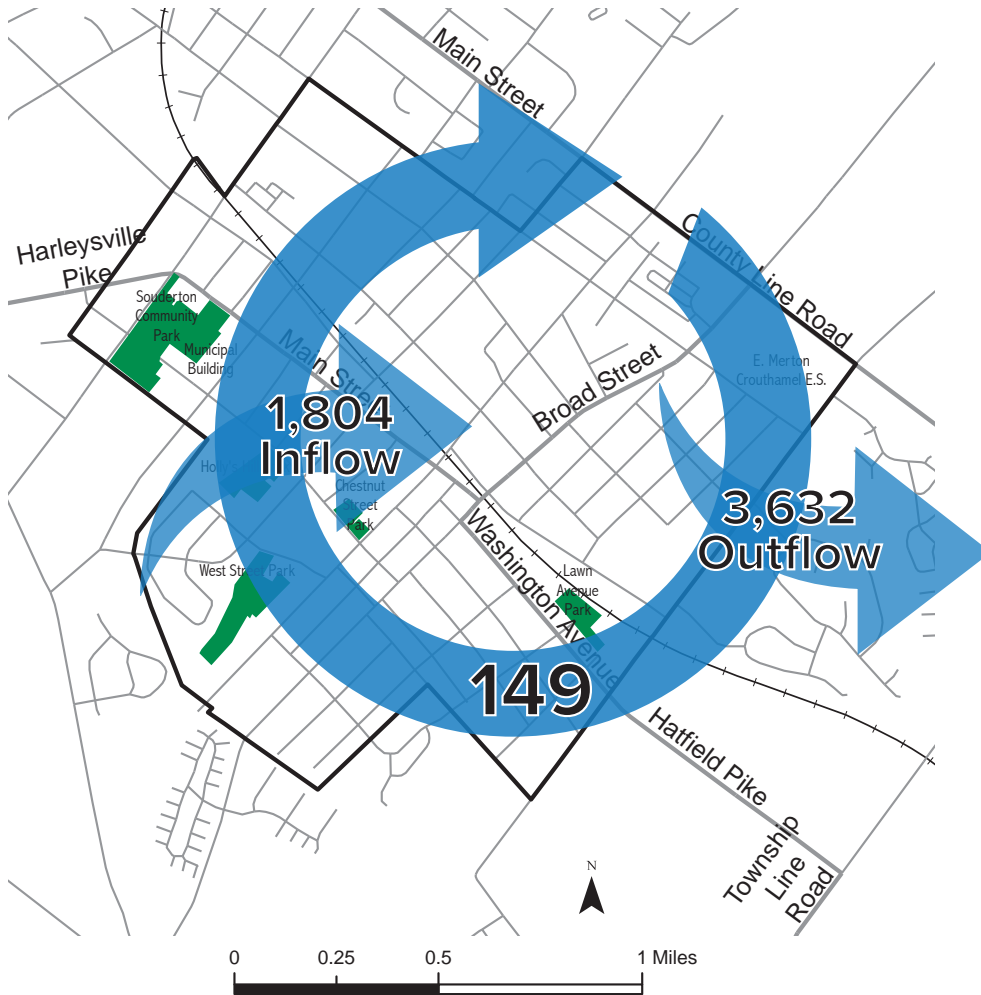 Main Street
County Line Road
Harleysville
Pike
Souderton
Community
Park
Municipal
Building
Main Street
Broad Street
E. Merton
Crouthamel E.S.
1,804
Inflow
Chestnut
Street
Park
3,632
Outflow
Washington Avenue
West Street Park
Lawn
Avenue
Park
149
Hatfield Pike
Township
Line
Road
N
0 0.25 0.5 1 Miles